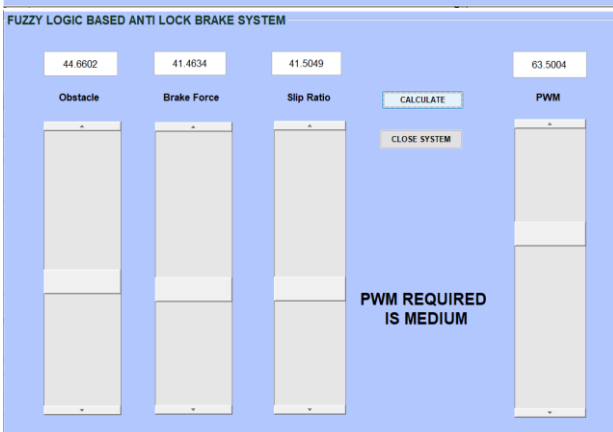 FUZZY LOGIC BASED ANTI LOCK BRAKE SYSTEM
44.6602
41.4634
41.5049
63.5004
Obstacle
Brake Force
Slip Ratio
CALCULATE
PWM
CLOSE SYSTEM
PWM REQUIRED
IS MEDIUM